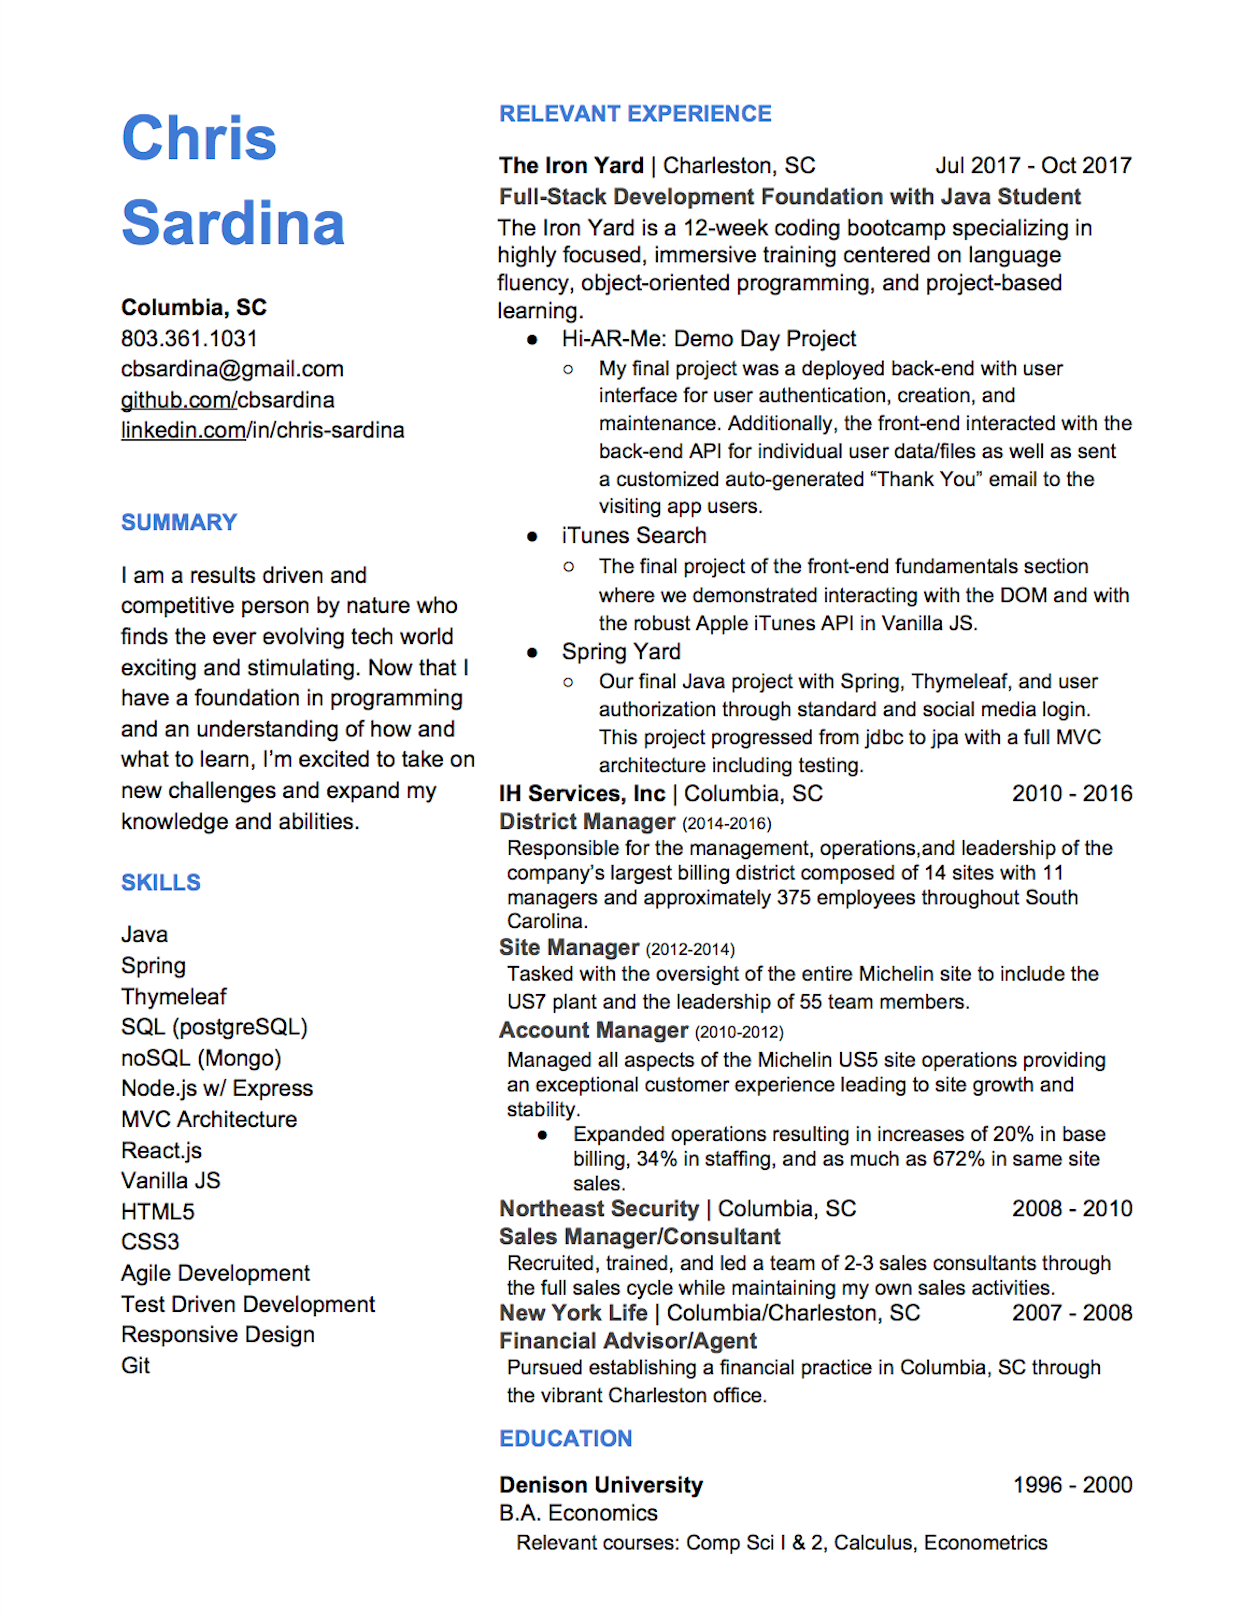 Chris
Sardina
Columbia, SC
803.361.1031
cbsardina@gmail.com
github.com/cbsardina
linkedin.com/in/chris-sardina
SUMMARY
I am a results driven and
competitive person by nature who
finds the ever evolving tech world
exciting and stimulating. Now that I
have a foundation in programming
and an understanding of how and
what to learn, I'm excited to take on
new challenges and expand my
knowledge and abilities.
SKILLS
Java
Spring
Thymeleaf
SQL (postgreSQL)
noSQL (Mongo)
Node.js w/ Express
MVC Architecture
React.js
Vanilla JS
HTML5
CSS3
Agile Development
Test Driven Development
Responsive Design
Git
RELEVANT EXPERIENCE
The Iron Yard | Charleston, SC Jul 2017 - Oct 2017
Full-Stack Development Foundation with Java Student
The Iron Yard is a 12-week coding bootcamp specializing in
highly focused, immersive training centered on language
fluency, object-oriented programming, and project-based
learning.
● Hi-AR-Me: Demo Day Project
○ My final project was a deployed back-end with user
interface for user authentication, creation, and
maintenance. Additionally, the front-end interacted with the
back-end API for individual user data/files as well as sent
a customized auto-generated “Thank You” email to the
visiting app users.
● iTunes Search
○ The final project of the front-end fundamentals section
where we demonstrated interacting with the DOM and with
the robust Apple iTunes API in Vanilla JS.
● Spring Yard
○ Our final Java project with Spring, Thymeleaf, and user
authorization through standard and social media login.
This project progressed from jdbc to jpa with a full MVC
architecture including testing.
IH Services, Inc | Columbia, SC 2010 - 2016
District Manager (2014-2016)
Responsible for the management, operations,and leadership of the
company's largest billing district composed of 14 sites with 11
managers and approximately 375 employees throughout South
Carolina.
Site Manager (2012-2014)
Tasked with the oversight of the entire Michelin site to include the
US7 plant and the leadership of 55 team members.
Account Manager (2010-2012)
Managed all aspects of the Michelin US5 site operations providing
an exceptional customer experience leading to site growth and
stability.
● Expanded operations resulting in increases of 20% in base
billing, 34% in staffing, and as much as 672% in same site
sales.
Northeast Security | Columbia, SC 2008 - 2010
Sales Manager/Consultant
Recruited, trained, and led a team of 2-3 sales consultants through
the full sales cycle while maintaining my own sales activities.
New York Life | Columbia/Charleston, SC 2007 - 2008
Financial Advisor/Agent
Pursued establishing a financial practice in Columbia, SC through
the vibrant Charleston office.
EDUCATION
Denison University 1996 - 2000
B.A. Economics
Relevant courses: Comp Sci I & 2, Calculus, Econometrics